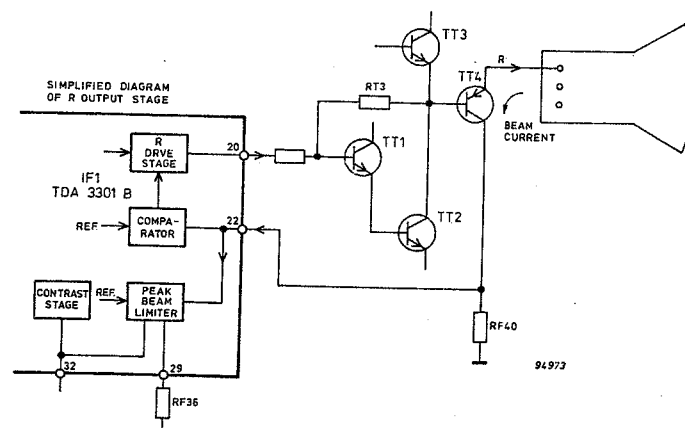 SIMPLIFIED DIAGRAM
OF R OUTPUT STAGE
TT3
R
TT4
RT3
BEAM
CURRENT
R
DRVE
STAGE
20
TT1
IF1
TDA 3301 B
REF.
COMPA-
RATOR
22
TT2
CONTRAST
STAGE
REF.
PEAK
BEAM
LIMITER
RF40
32
29
94973
RF36